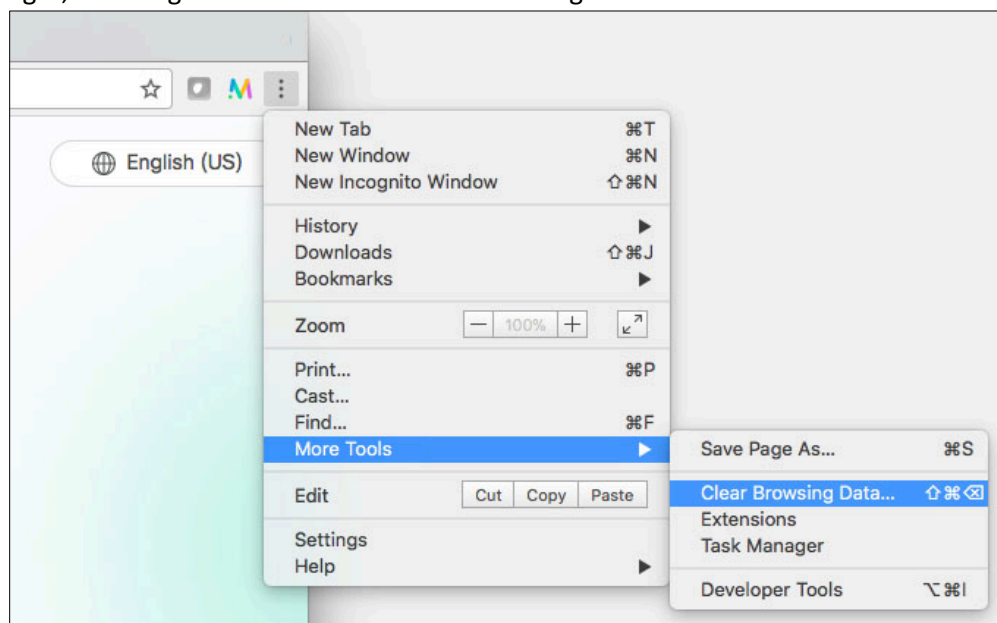 English (US)
New Tab ⌘T
New Window ⌘N
New Incognito Window ⇧⌘N
History ▶
Downloads ⇧⌘J
Bookmarks ▶
Zoom — 100% +
Print... ⌘P
Cast...
Find... ⌘F
More Tools ▶
Edit Cut Copy Paste
Settings
Help ▶
Save Page As... ⌘S
Clear Browsing Data... ⇧⌘⌫
Extensions
Task Manager
Developer Tools ⌥⌘I